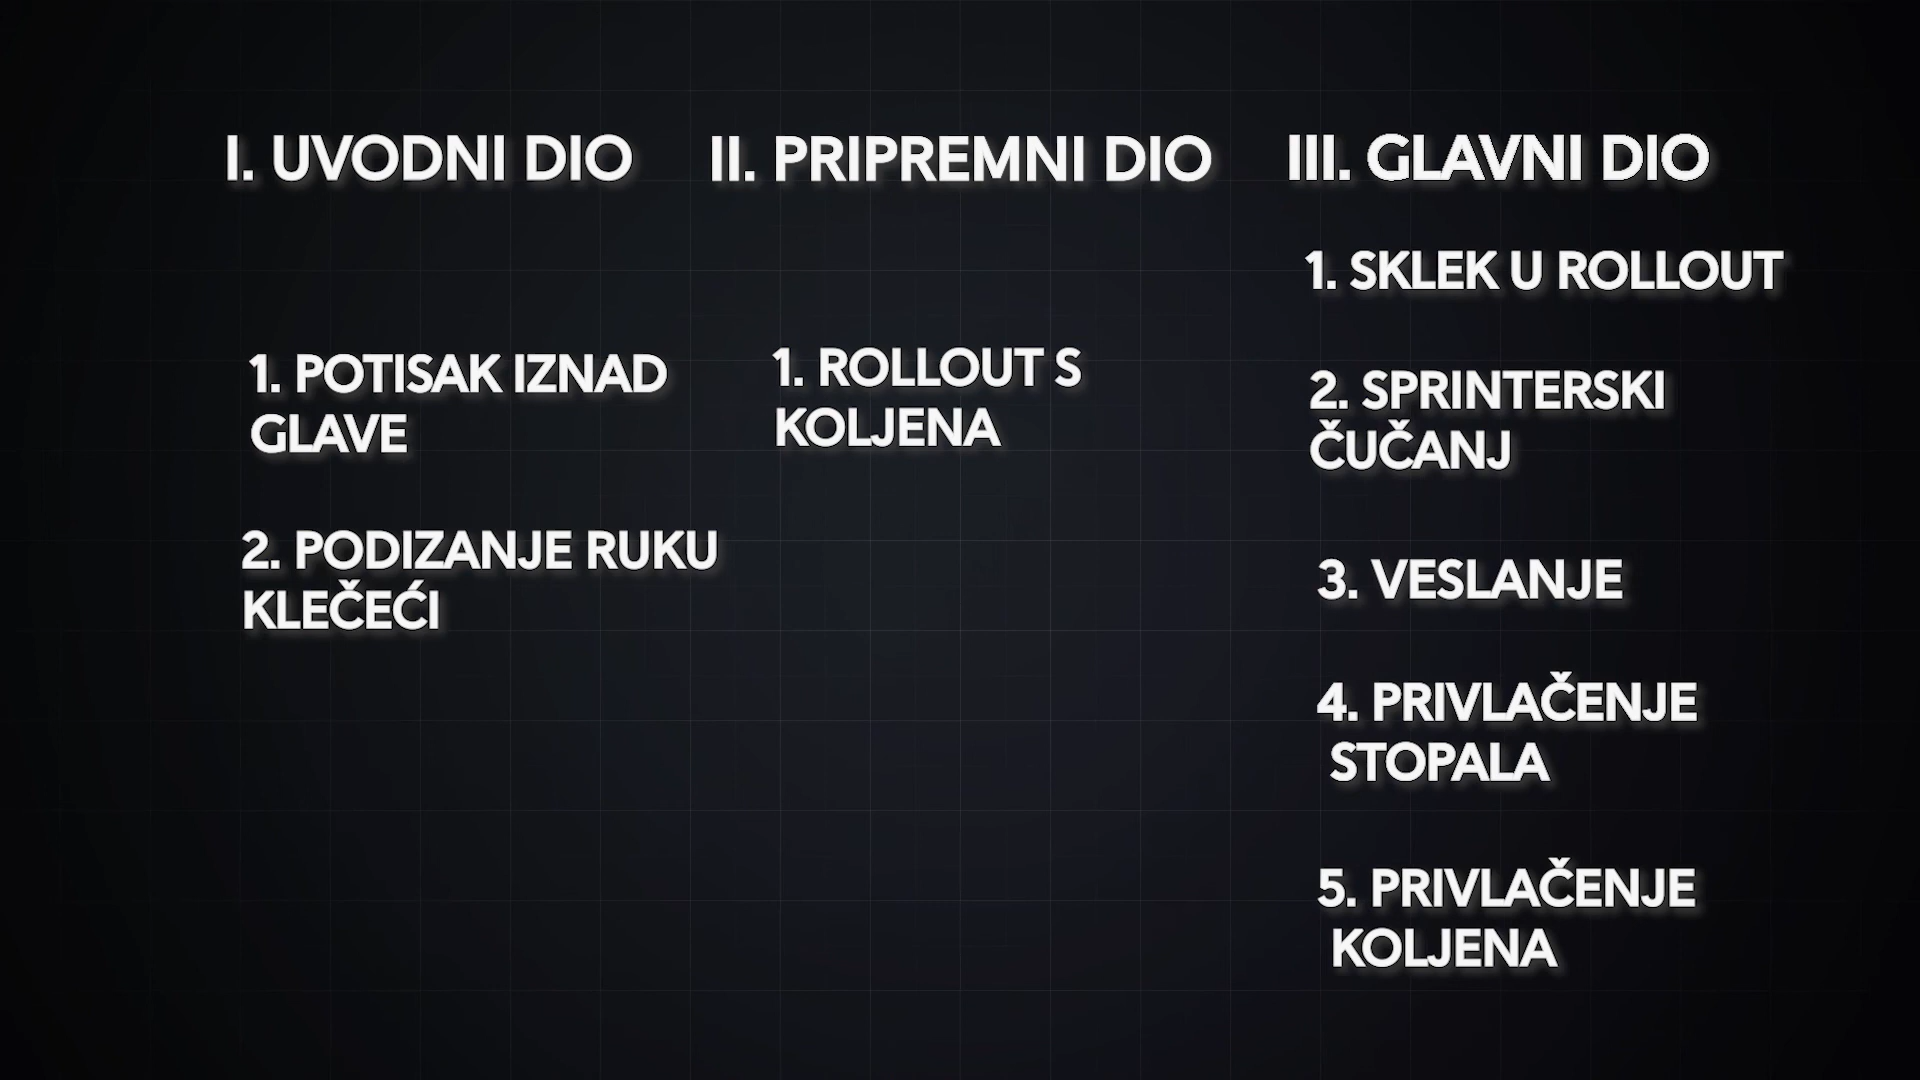 I. UVODNI DIO
1. POTISAK IZNAD
GLAVE
2. PODIZANJE RUKU
KLEČEĆI
II. PRIPREMNI DIO
1. ROLLOUT S
KOLJENA
III. GLAVNI DIO
1. SKLEK U ROLLOUT
2. SPRINTERSKI
ČUČANJ
3. VESLANJE
4. PRIVLAČENJE
STOPALA
5. PRIVLAČENJE
KOLJENA